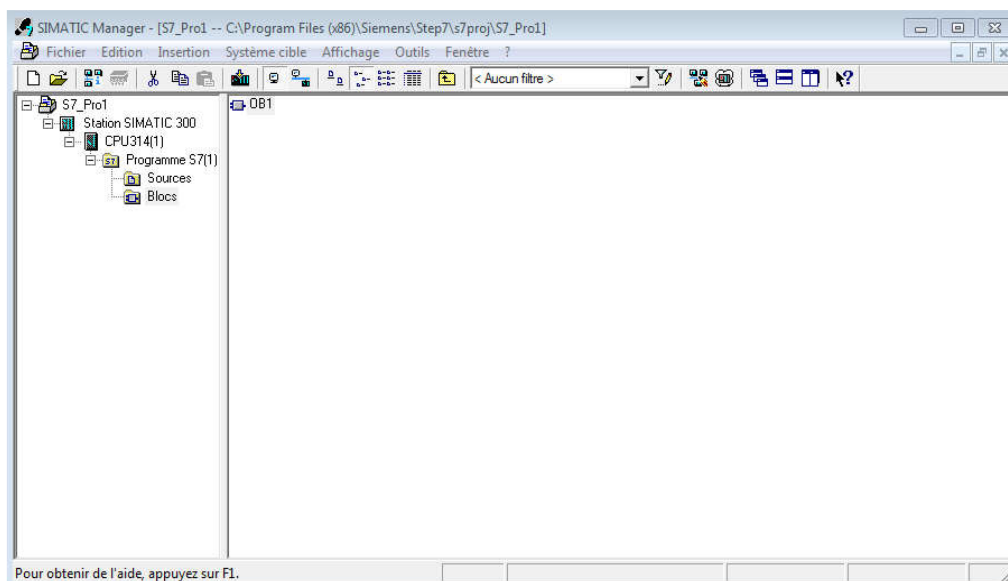 SIMATIC Manager - [S7_Pro1 -- C:\Program Files (x86)\Siemens\Step7\s7proj\S7_Pro1]
Fichier Edition Insertion Système cible Affichage Outils Fenêtre ?
< Aucun filtre >
S7_Pro1
Station SIMATIC 300
CPU314(1)
Programme S7(1)
Sources
Blocs
OB1
Pour obtenir de l'aide, appuyez sur F1.